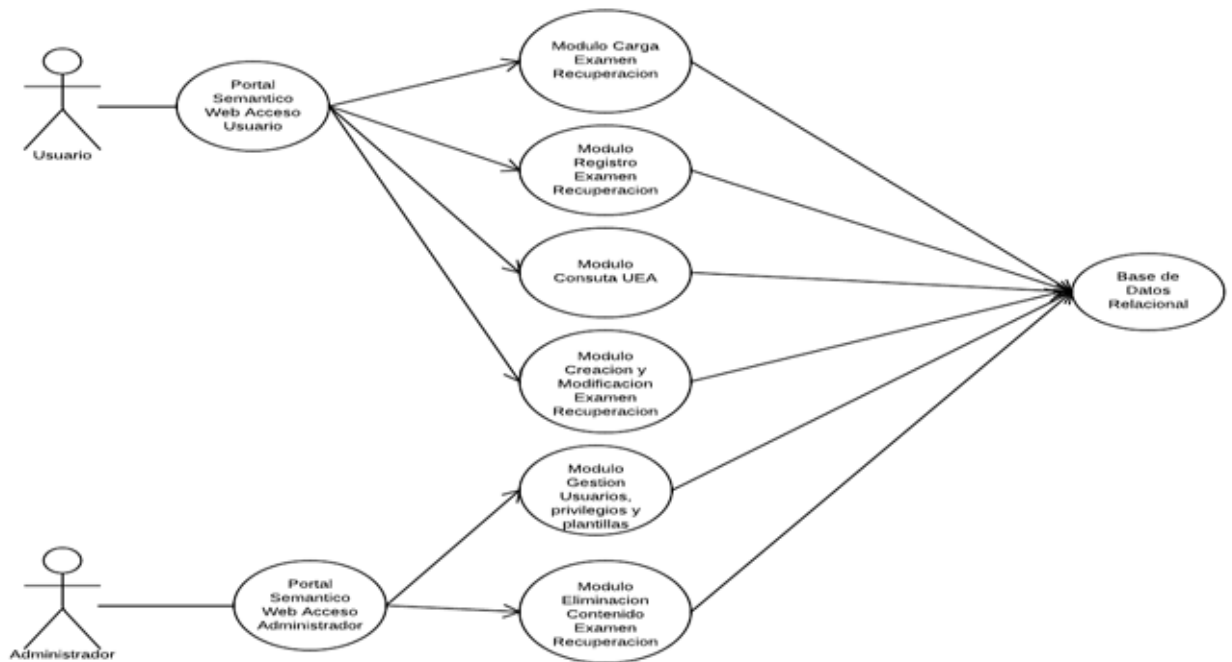 Modulo Carga
Examen
Recuperacion
Portal
Semantico
Web Acceso
Usuario
Usuario
Modulo
Registro
Examen
Recuperacion
Modulo
Consuta UEA
Base de
Datos
Relacional
Modulo
Creacion y
Modificacion
Examen
Recuperacion
Modulo
Gestion
Usuarios,
privilegios y
plantillas
Portal
Semantico
Web Acceso
Administrador
Administrador
Modulo
Eliminacion
Contenido
Examen
Recuperacion